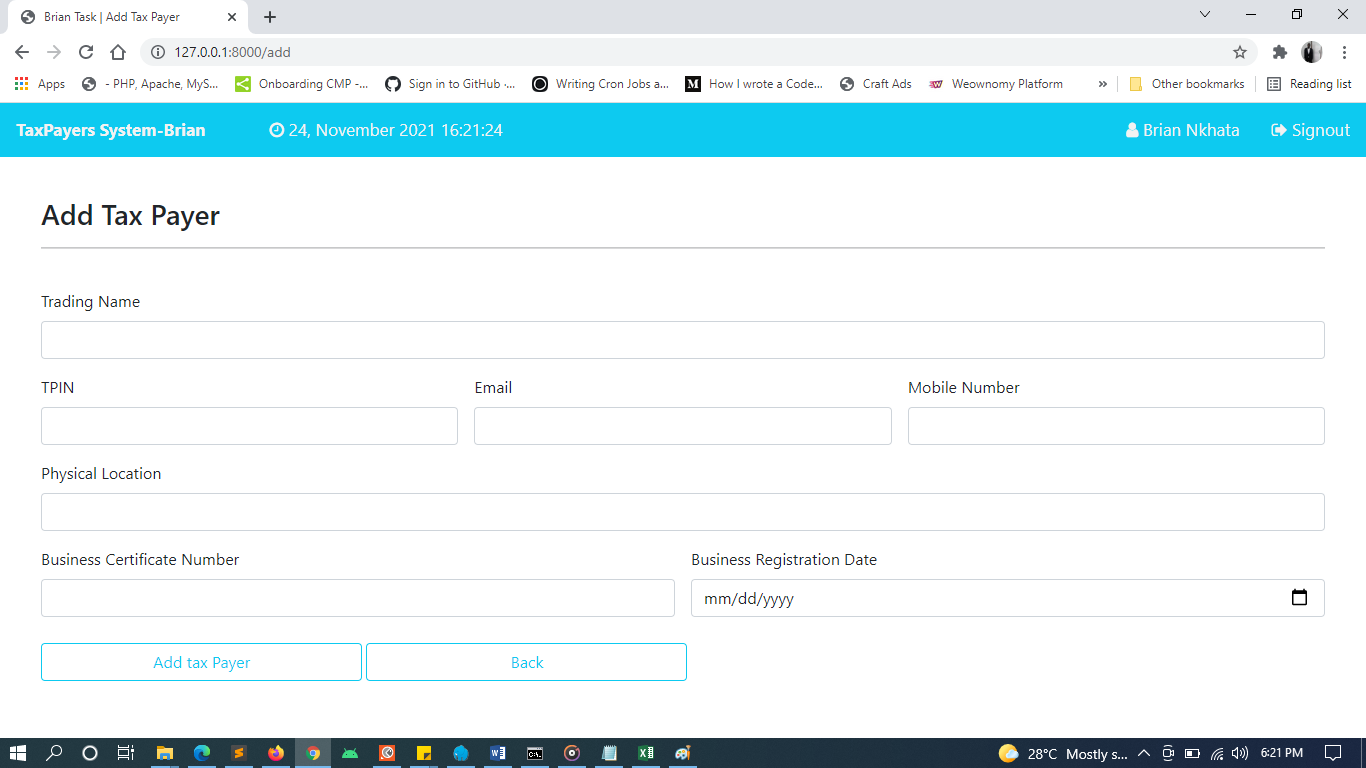 Brian Task | Add Tax Payer
127.0.0.1:8000/add
Apps - PHP, Apache, MyS... Onboarding CMP -... Sign in to GitHub ·... Writing Cron Jobs a... How I wrote a Code... Craft Ads Weownomy Platform » Other bookmarks Reading list
TaxPayers System-Brian 24, November 2021 16:21:24 Brian Nkhata Signout
Add Tax Payer
Trading Name
TPIN Email Mobile Number
Physical Location
Business Certificate Number Business Registration Date
mm/dd/yyyy
Add tax Payer Back
28°C Mostly s... 6:21 PM